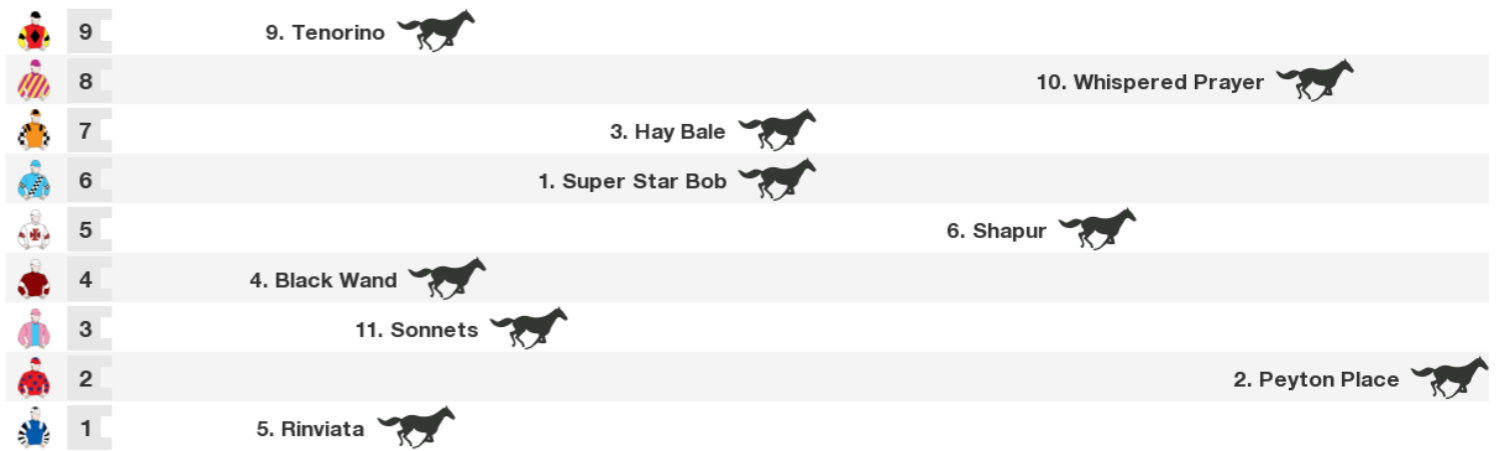 9 9. Tenorino
8 10. Whispered Prayer
7 3. Hay Bale
6 1. Super Star Bob
5 6. Shapur
4 4. Black Wand
3 11. Sonnets
2 2. Peyton Place
1 5. Rinviata